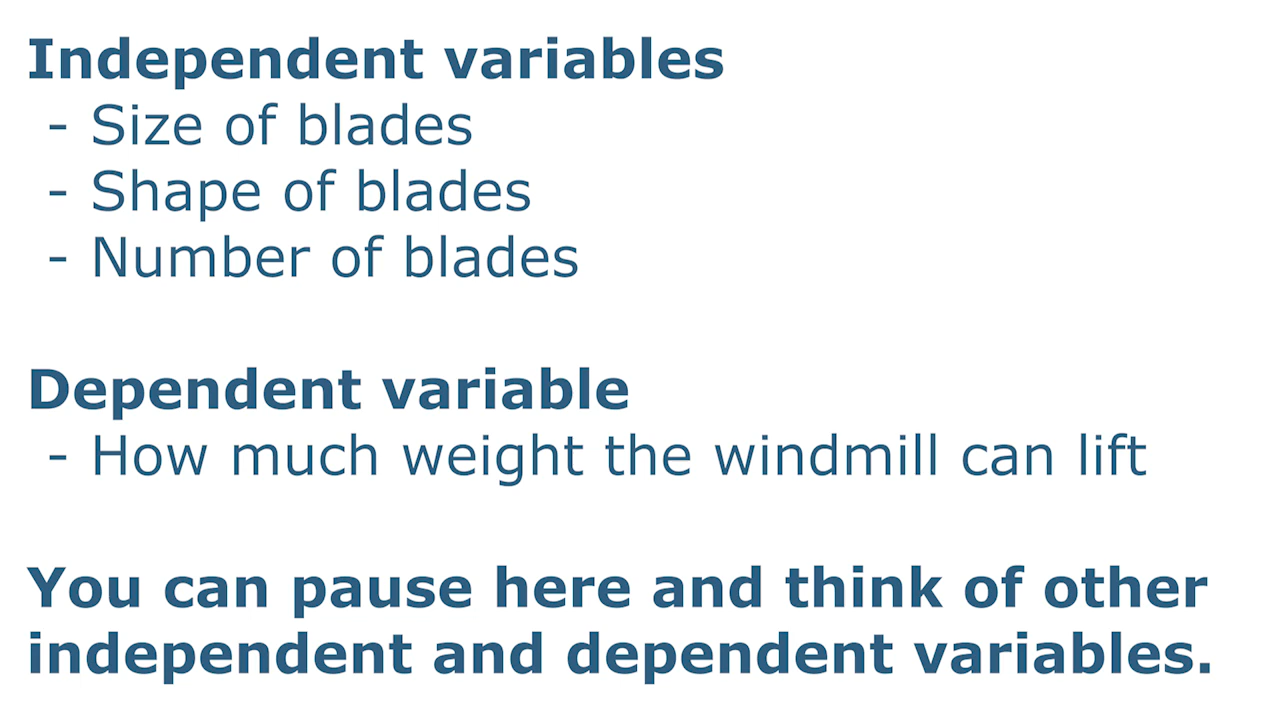 Independent variables
- Size of blades
- Shape of blades
- Number of blades
Dependent variable
- How much weight the windmill can lift
You can pause here and think of other
independent and dependent variables.